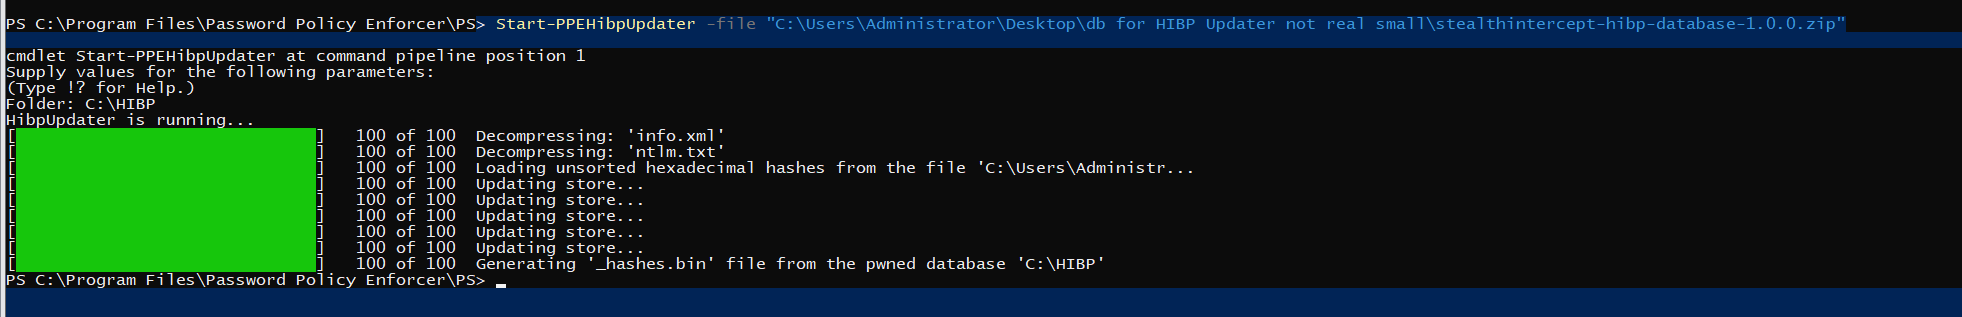 PS C:\Program Files\Password Policy Enforcer\PS> Start-PPEHibpUpdater -file "C:\Users\Administrator\Desktop\db for HIBP Updater not real small\stealthintercept-hibp-database-1.0.0.zip"
cmdlet Start-PPEHibpUpdater at command pipeline position 1
Supply values for the following parameters:
(Type !? for Help.)
Folder: C:\HIBP
HibpUpdater is running...
[ ] 100 of 100 Decompressing: 'info.xml'
[ ] 100 of 100 Decompressing: 'ntlm.txt'
[ ] 100 of 100 Loading unsorted hexadecimal hashes from the file 'C:\Users\Administr...
[ ] 100 of 100 Updating store...
[ ] 100 of 100 Updating store...
[ ] 100 of 100 Updating store...
[ ] 100 of 100 Updating store...
[ ] 100 of 100 Updating store...
[ ] 100 of 100 Generating '_hashes.bin' file from the pwned database 'C:\HIBP'
PS C:\Program Files\Password Policy Enforcer\PS>